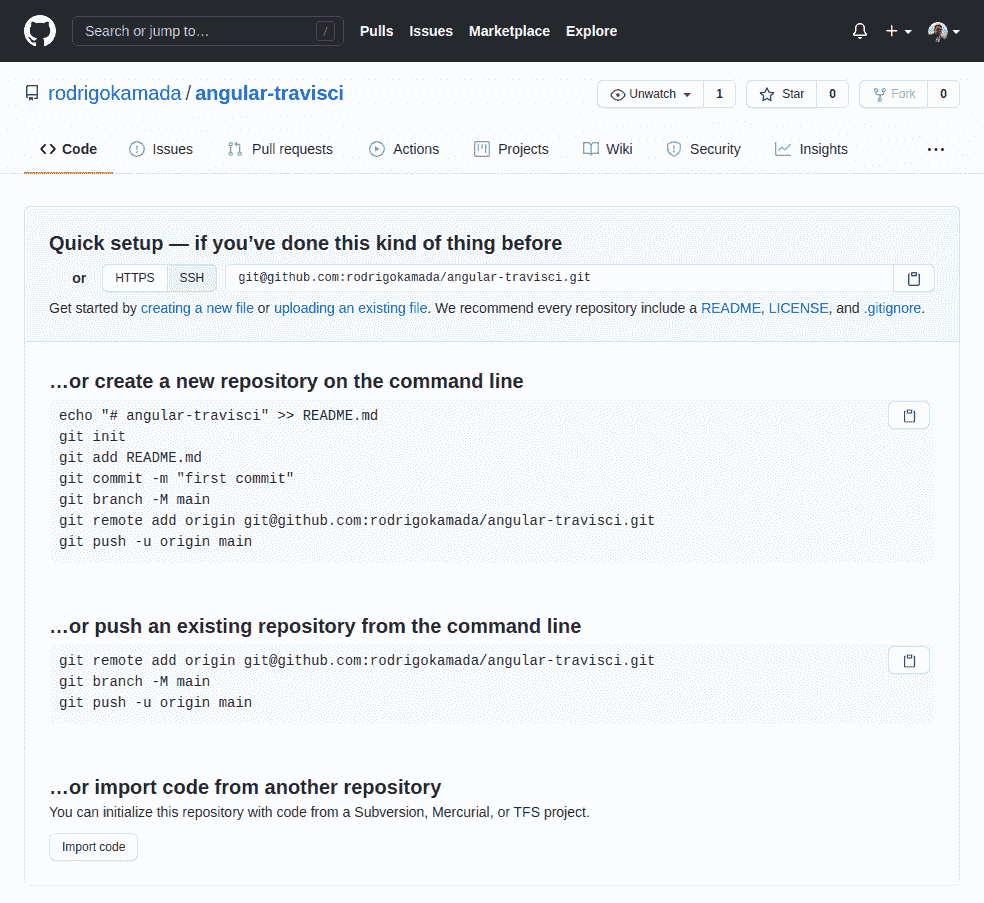 Search or jump to… /
Pulls Issues Marketplace Explore
rodrigokamada / angular-travisci
Unwatch 1 Star 0 Fork 0
Code Issues Pull requests Actions Projects Wiki Security Insights
Quick setup — if you’ve done this kind of thing before
or HTTPS SSH git@github.com:rodrigokamada/angular-travisci.git
Get started by creating a new file or uploading an existing file. We recommend every repository include a README, LICENSE, and .gitignore.
…or create a new repository on the command line
echo "# angular-travisci" >> README.md
git init
git add README.md
git commit -m "first commit"
git branch -M main
git remote add origin git@github.com:rodrigokamada/angular-travisci.git
git push -u origin main
…or push an existing repository from the command line
git remote add origin git@github.com:rodrigokamada/angular-travisci.git
git branch -M main
git push -u origin main
…or import code from another repository
You can initialize this repository with code from a Subversion, Mercurial, or TFS project.
Import code